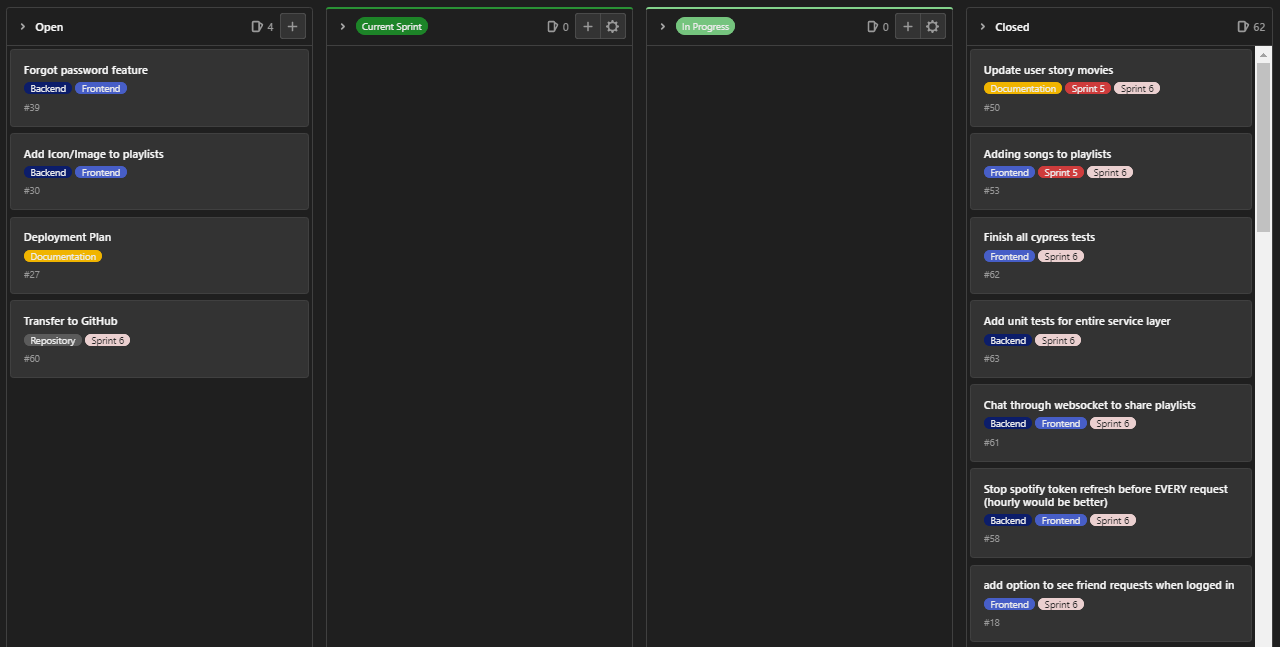 Open 4
Forgot password feature
Backend Frontend
#39
Add Icon/Image to playlists
Backend Frontend
#30
Deployment Plan
Documentation
#27
Transfer to GitHub
Repository Sprint 6
#60
Current Sprint 0
In Progress 0
Closed 62
Update user story movies
Documentation Sprint 5 Sprint 6
#50
Adding songs to playlists
Frontend Sprint 5 Sprint 6
#53
Finish all cypress tests
Frontend Sprint 6
#62
Add unit tests for entire service layer
Backend Sprint 6
#63
Chat through websocket to share playlists
Backend Frontend Sprint 6
#61
Stop spotify token refresh before EVERY request
(hourly would be better)
Backend Frontend Sprint 6
#58
add option to see friend requests when logged in
Frontend Sprint 6
#18